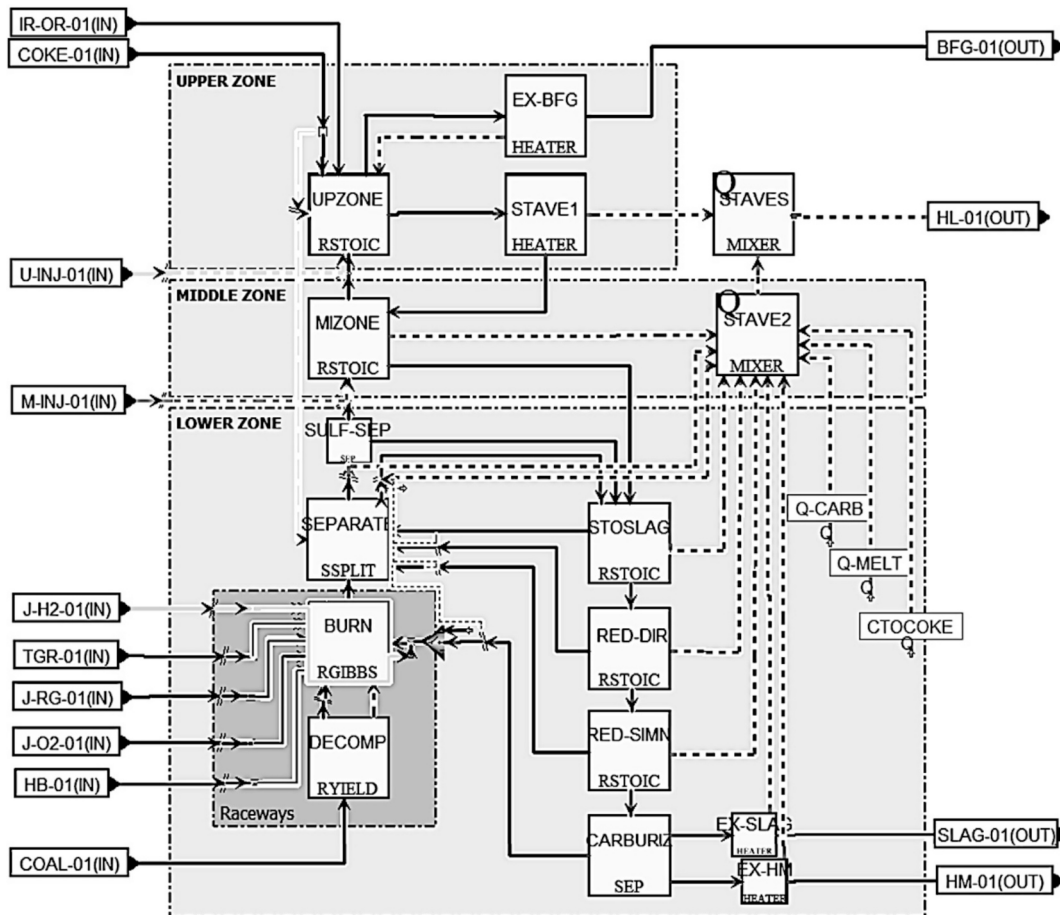 IR-OR-01(IN)
COKE-01(IN)
BFG-01(OUT)
UPPER ZONE
EX-BFG
HEATER
UPZONE
RSTOIC
STAVE1
HEATER
Q
STAVES
MIXER
HL-01(OUT)
U-INJ-01(IN)
MIDDLE ZONE
MIZONE
RSTOIC
Q
STAVE2
MIXER
M-INJ-01(IN)
LOWER ZONE
SULF-SEP
SEP
SEPARATE
SSPLIT
STOSLAG
RSTOIC
Q-CARB
Q
Q-MELT
Q
CTOCOKE
Q
J-H2-01(IN)
TGR-01(IN)
J-RG-01(IN)
J-O2-01(IN)
HB-01(IN)
COAL-01(IN)
BURN
RGIBBS
DECOMP
RYIELD
Raceways
RED-DIR
RSTOIC
RED-SIMN
RSTOIC
CARBURIZ
SEP
EX-SLAG
HEATER
SLAG-01(OUT)
EX-HM
HEATER
HM-01(OUT)